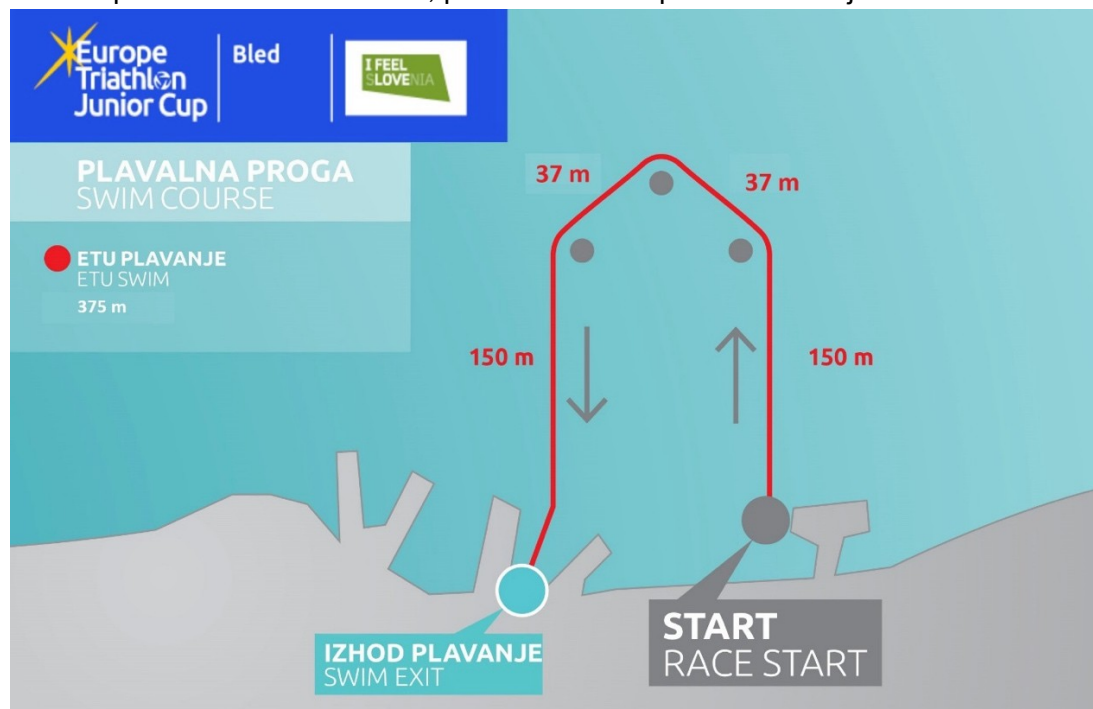 Europe
Triathlon
Junior Cup
Bled
I FEEL
SLOVENIA
PLAVALNA PROGA
SWIM COURSE
ETU PLAVANJE
ETU SWIM
375 m
37 m
37 m
150 m
150 m
IZHOD PLAVANJE
SWIM EXIT
START
RACE START